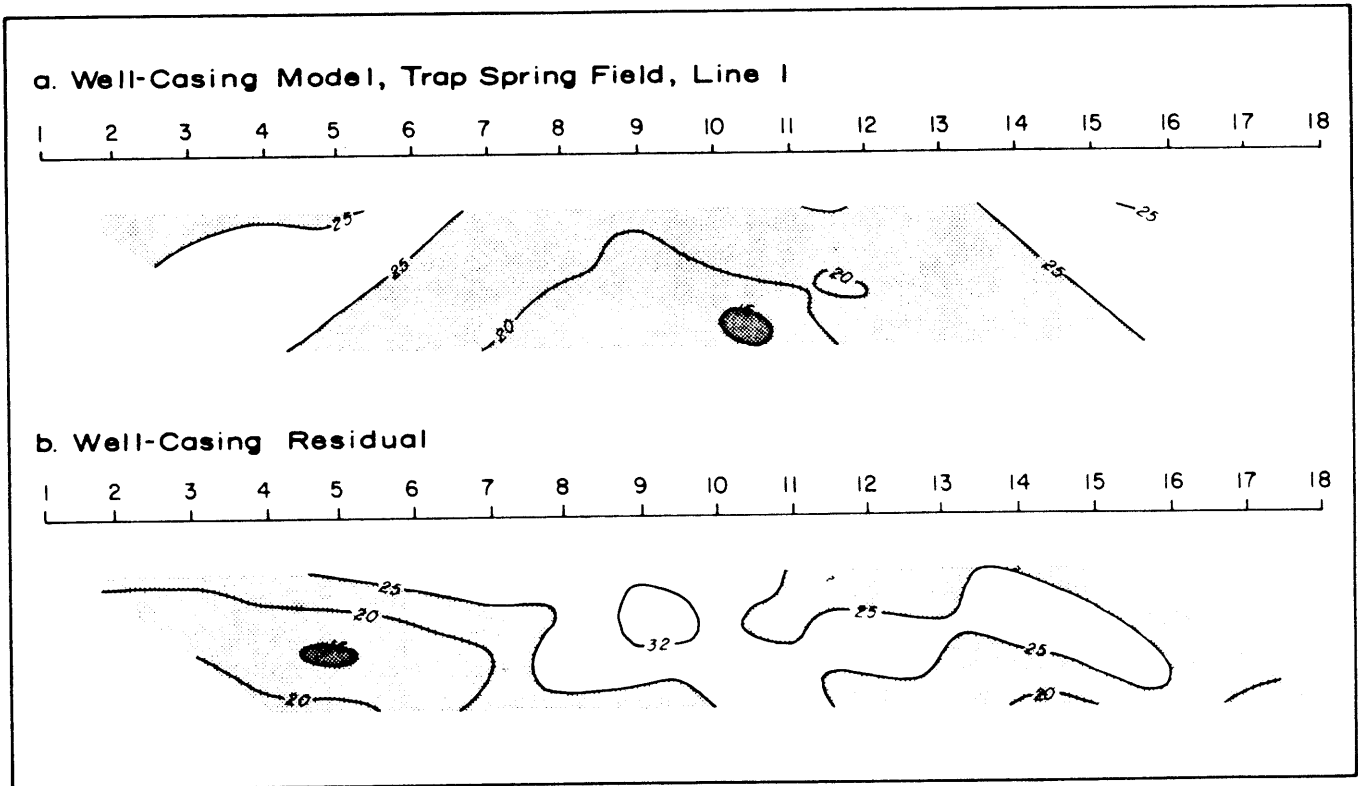 a. Well-Casing Model, Trap Spring Field, Line 1
1 2 3 4 5 6 7 8 9 10 11 12 13 14 15 16 17 18
25 25
25 20 25
20
b. Well-Casing Residual
1 2 3 4 5 6 7 8 9 10 11 12 13 14 15 16 17 18
25
20 25
32 25
20 20